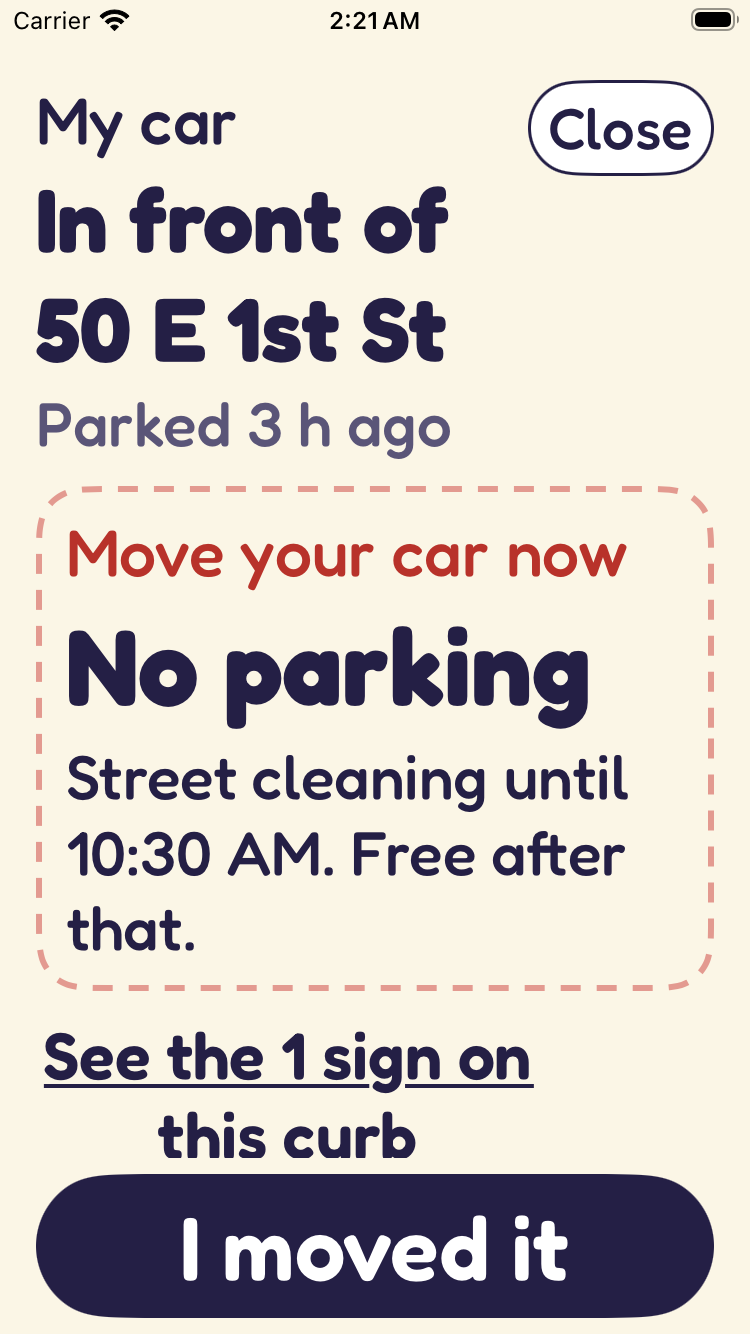 Carrier
2:21 AM
My car
Close
In front of
50 E 1st St
Parked 3 h ago
Move your car now
No parking
Street cleaning until
10:30 AM. Free after
that.
See the 1 sign on
this curb
I moved it